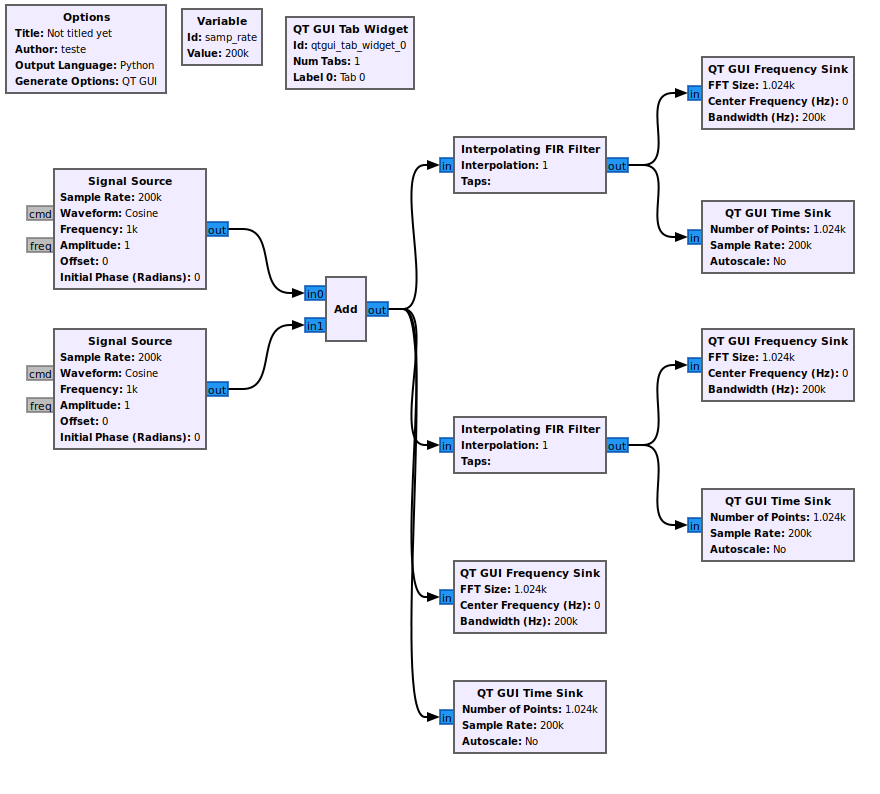 Options
Title: Not titled yet
Author: teste
Output Language: Python
Generate Options: QT GUI
Variable
Id: samp_rate
Value: 200k
QT GUI Tab Widget
Id: qtgui_tab_widget_0
Num Tabs: 1
Label 0: Tab 0
Signal Source
Sample Rate: 200k
Waveform: Cosine
Frequency: 1k
Amplitude: 1
Offset: 0
Initial Phase (Radians): 0
cmd
freq
out
Signal Source
Sample Rate: 200k
Waveform: Cosine
Frequency: 1k
Amplitude: 1
Offset: 0
Initial Phase (Radians): 0
cmd
freq
out
in0
in1
Add
out
in
Interpolating FIR Filter
Interpolation: 1
Taps:
out
in
QT GUI Frequency Sink
FFT Size: 1.024k
Center Frequency (Hz): 0
Bandwidth (Hz): 200k
in
QT GUI Time Sink
Number of Points: 1.024k
Sample Rate: 200k
Autoscale: No
in
Interpolating FIR Filter
Interpolation: 1
Taps:
out
in
QT GUI Frequency Sink
FFT Size: 1.024k
Center Frequency (Hz): 0
Bandwidth (Hz): 200k
in
QT GUI Time Sink
Number of Points: 1.024k
Sample Rate: 200k
Autoscale: No
in
QT GUI Frequency Sink
FFT Size: 1.024k
Center Frequency (Hz): 0
Bandwidth (Hz): 200k
in
QT GUI Time Sink
Number of Points: 1.024k
Sample Rate: 200k
Autoscale: No